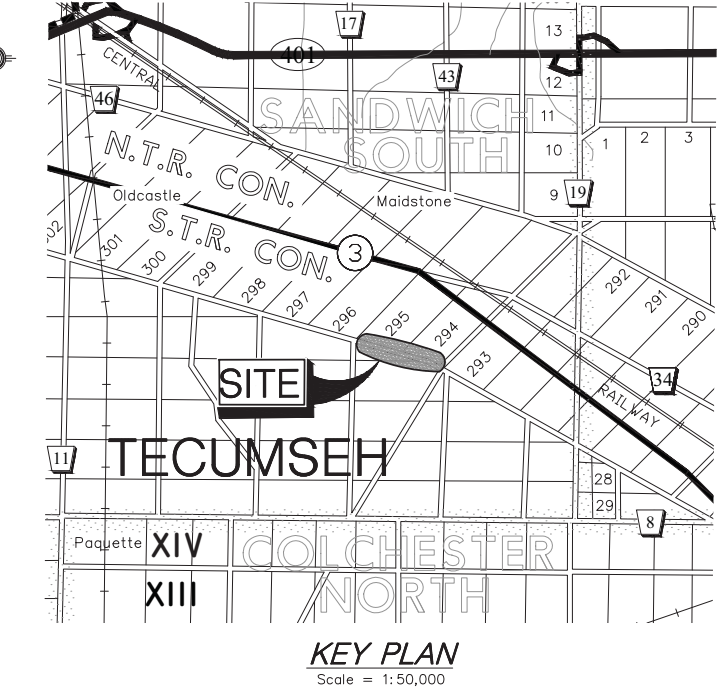 17
13
401
CENTRAL
43
12
46
SANDWICH
SOUTH
11
N.T.R. CON.
10
1
2
3
Oldcastle
Maidstone
9
19
S.T.R. CON.
3
301
300
299
298
297
296
295
294
293
292
291
290
SITE
34
RAILWAY
TECUMSEH
11
28
29
8
Paquette
XIV
COLCHESTER
NORTH
XIII
KEY PLAN
Scale = 1:50,000